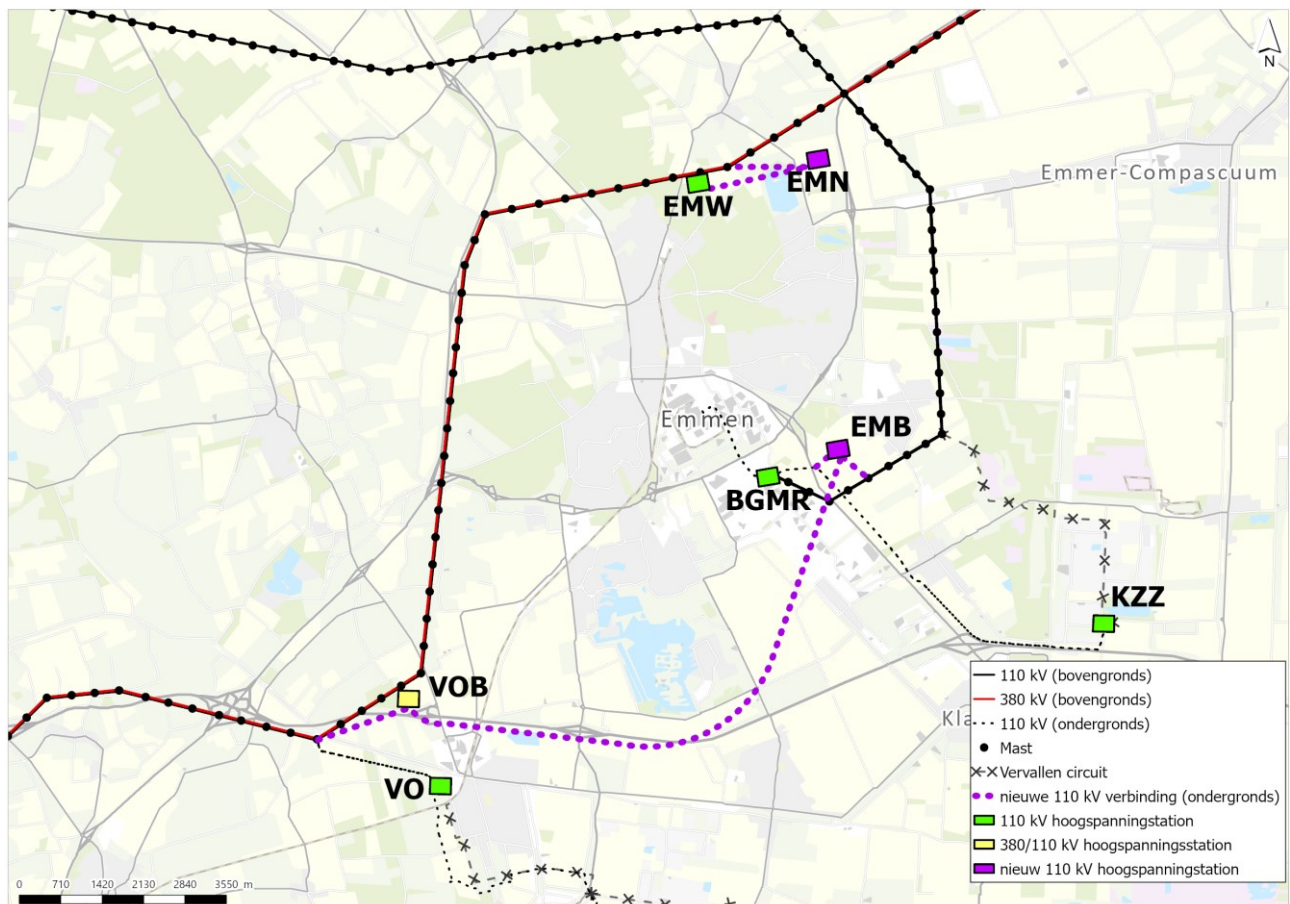 N
EMN
EMW
Emmer-Compascuum
Emmen
EMB
BGMR
KZZ
VOB
VO
Kla
110 kV (bovengronds)
380 kV (bovengronds)
110 kV (ondergronds)
Mast
Vervallen circuit
nieuwe 110 kV verbinding (ondergronds)
110 kV hoogspanningstation
380/110 kV hoogspanningsstation
nieuw 110 kV hoogspanningstation
0 710 1420 2130 2840 3550 m